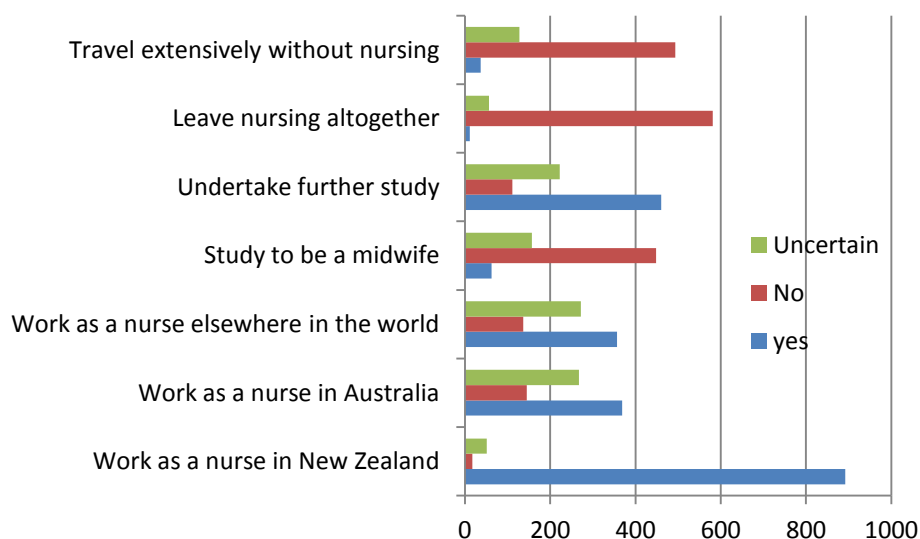 Travel extensively without nursing
Leave nursing altogether
Undertake further study
Study to be a midwife
Work as a nurse elsewhere in the world
Work as a nurse in Australia
Work as a nurse in New Zealand
Uncertain
No
yes
0 200 400 600 800 1000